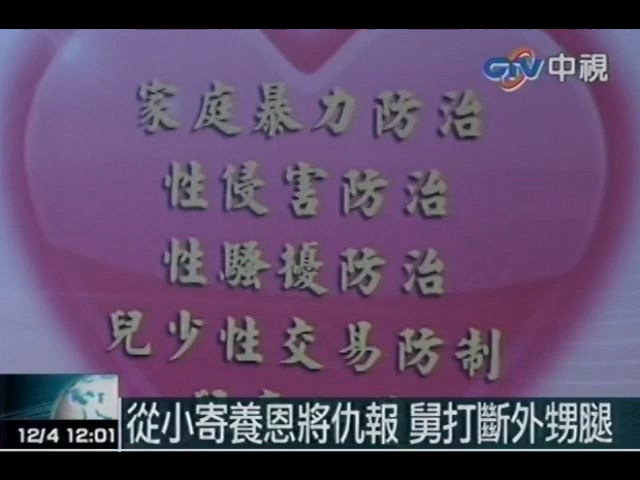 CTV中視
家庭暴力防治
性侵害防治
性騷擾防治
兒少性交易防制
12/4 12:01
從小寄養恩將仇報 舅打斷外甥腿